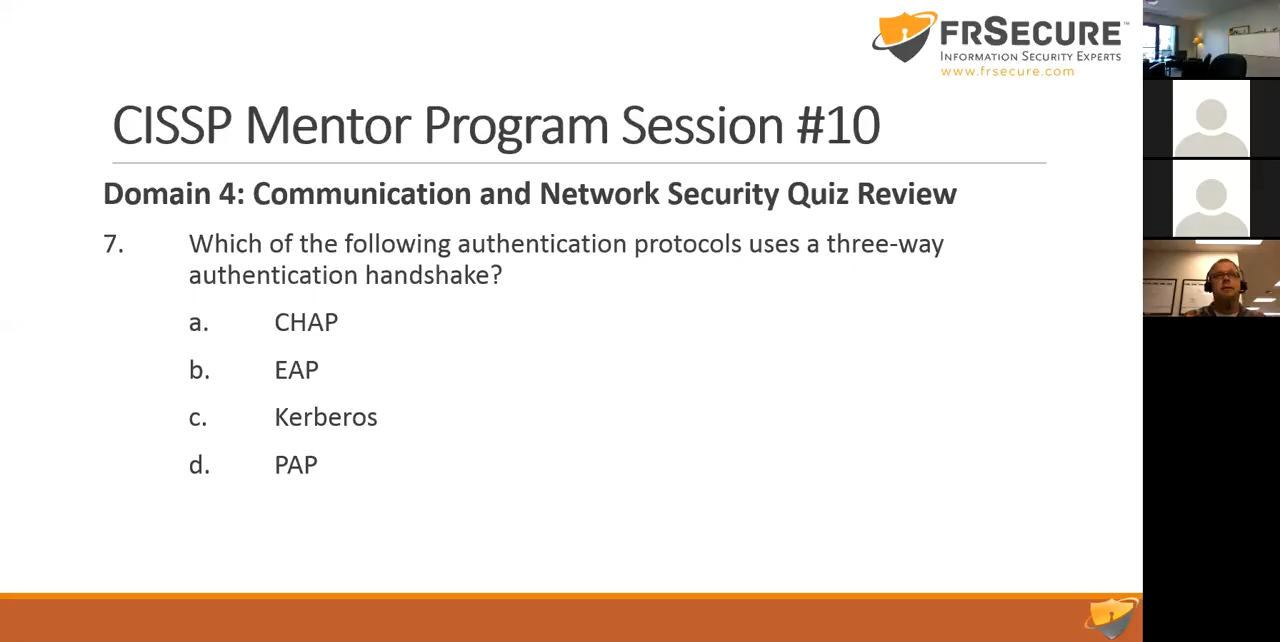 FRSECURE™
INFORMATION SECURITY EXPERTS
www.frsecure.com
CISSP Mentor Program Session #10
Domain 4: Communication and Network Security Quiz Review
7. Which of the following authentication protocols uses a three-way
authentication handshake?
a. CHAP
b. EAP
c. Kerberos
d. PAP